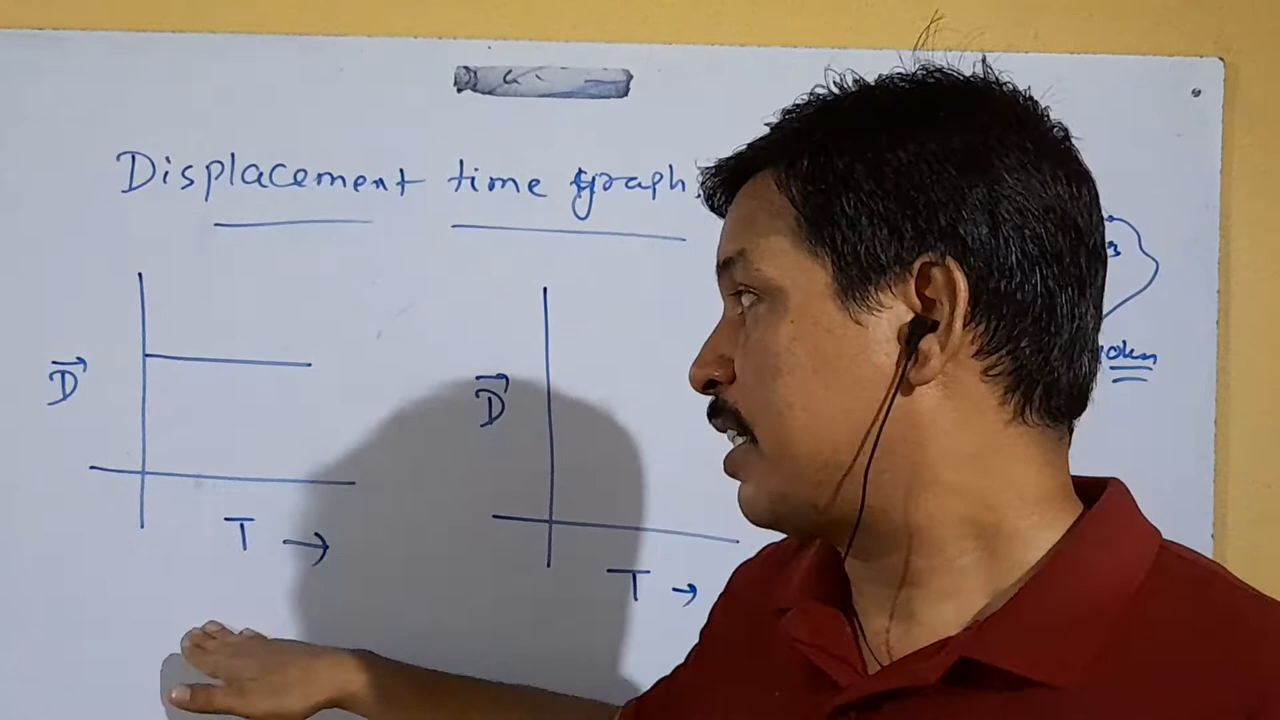 Displacement time graph
D
T →
D
T →